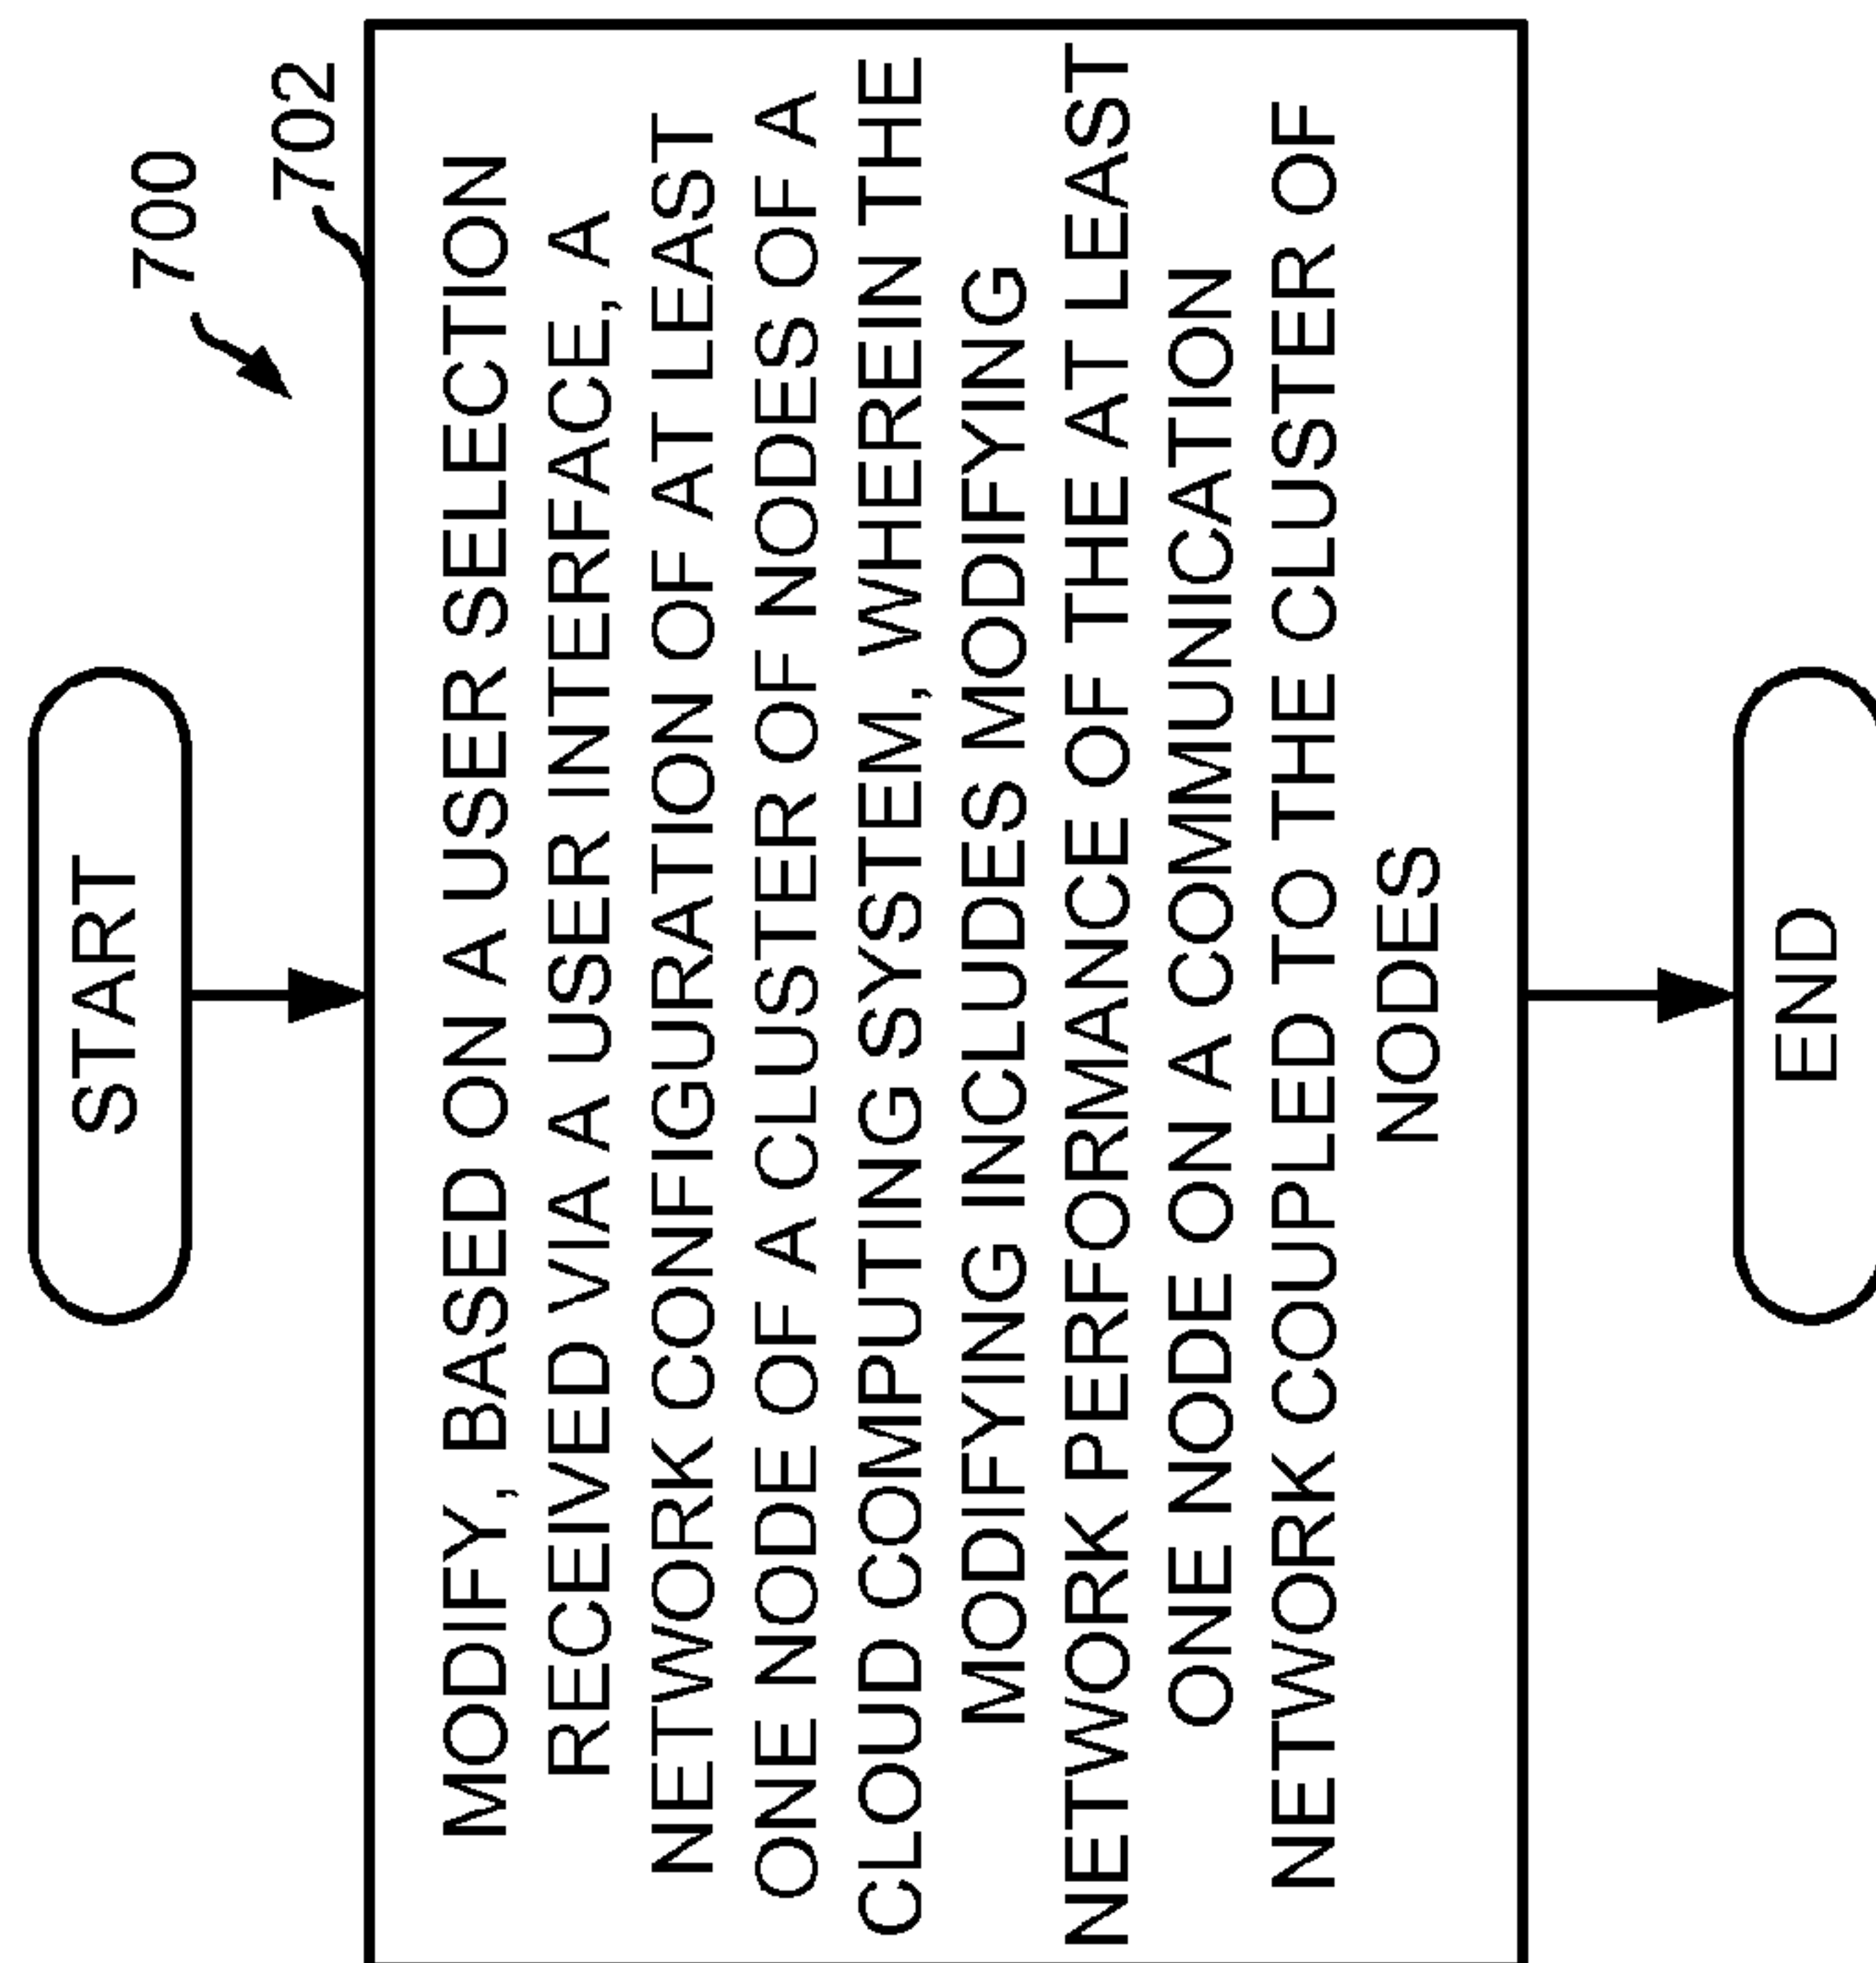 700
START
702
MODIFY, BASED ON A USER SELECTION
RECEIVED VIA A USER INTERFACE, A
NETWORK CONFIGURATION OF AT LEAST
ONE NODE OF A CLUSTER OF NODES OF A
CLOUD COMPUTING SYSTEM, WHEREIN THE
MODIFYING INCLUDES MODIFYING
NETWORK PERFORMANCE OF THE AT LEAST
ONE NODE ON A COMMUNICATION
NETWORK COUPLED TO THE CLUSTER OF
NODES
END